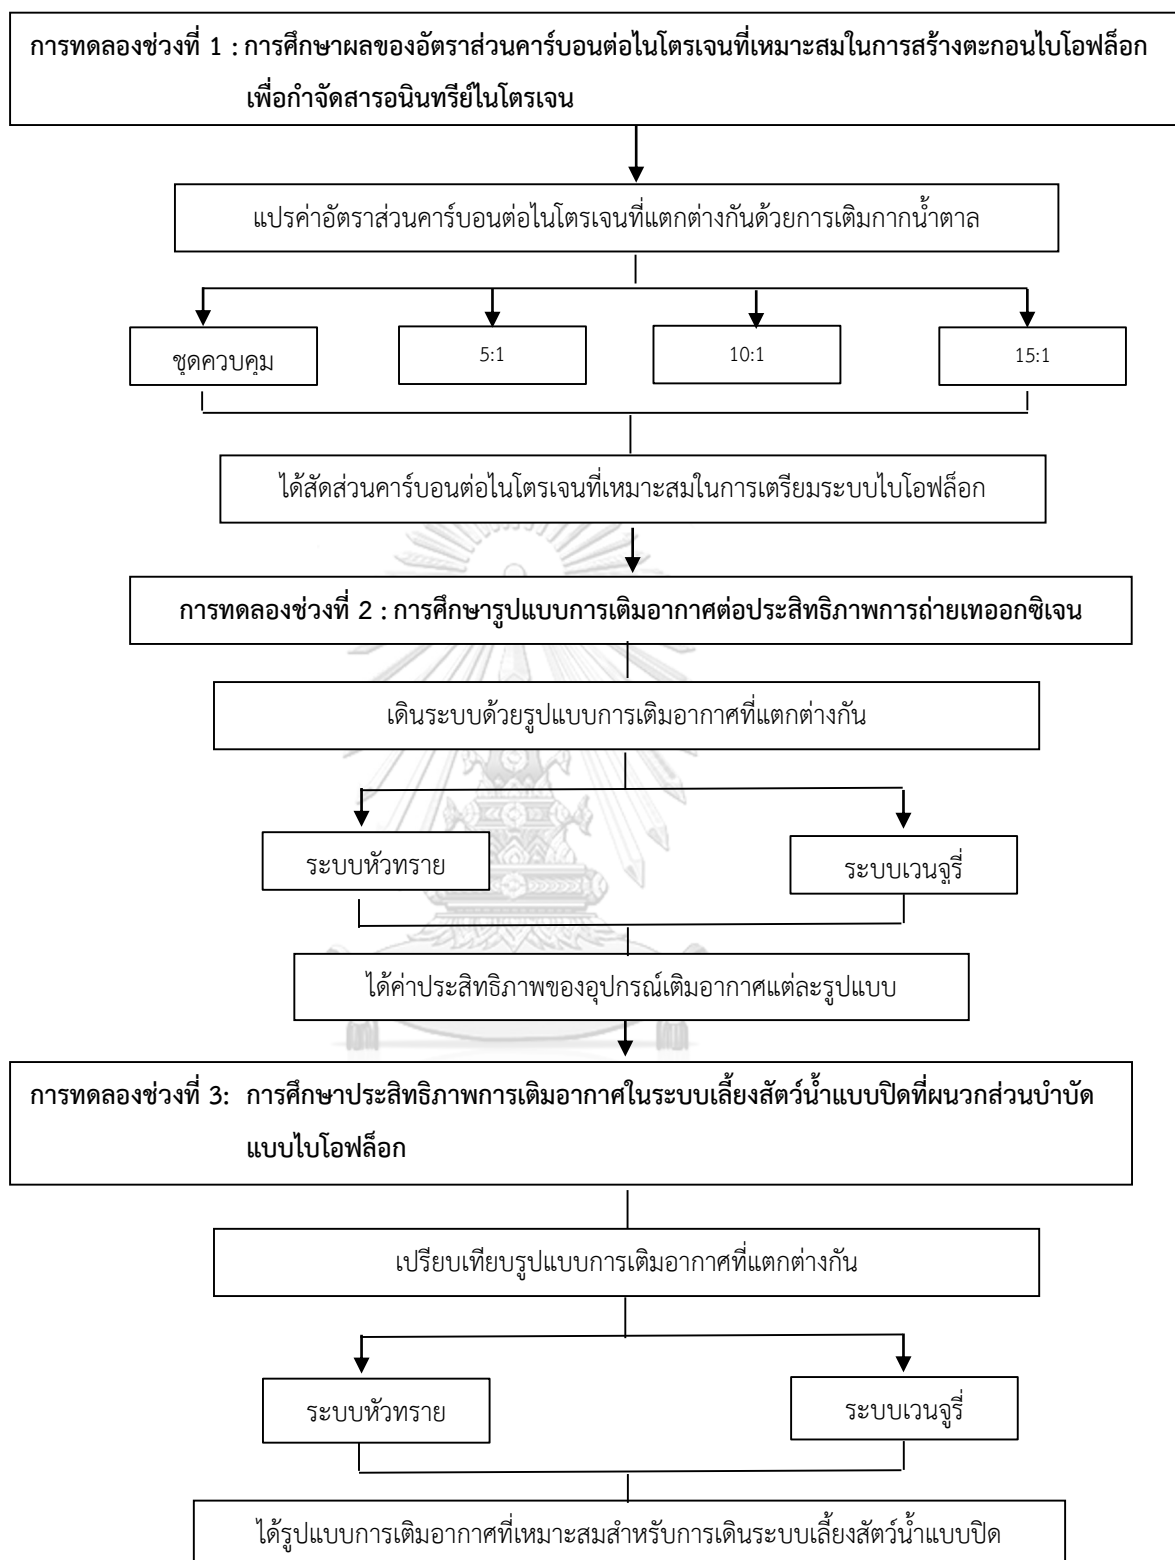 การทดลองช่วงที่ 1 : การศึกษาผลของอัตราส่วนคาร์บอนต่อไนโตรเจนที่เหมาะสมในการสร้างตะกอนไบโอฟล็อก
เพื่อกำจัดสารอนินทรีย์ไนโตรเจน
แปรค่าอัตราส่วนคาร์บอนต่อไนโตรเจนที่แตกต่างกันด้วยการเติมกากน้ำตาล
ชุดควบคุม
5:1
10:1
15:1
ได้สัดส่วนคาร์บอนต่อไนโตรเจนที่เหมาะสมในการเตรียมระบบไบโอฟล็อก
การทดลองช่วงที่ 2 : การศึกษารูปแบบการเติมอากาศต่อประสิทธิภาพการถ่ายเทออกซิเจน
เดินระบบด้วยรูปแบบการเติมอากาศที่แตกต่างกัน
ระบบหัวทราย
ระบบเวนจูรี่
ได้ค่าประสิทธิภาพของอุปกรณ์เติมอากาศแต่ละรูปแบบ
การทดลองช่วงที่ 3: การศึกษาประสิทธิภาพการเติมอากาศในระบบเลี้ยงสัตว์น้ำแบบปิดที่ผนวกส่วนบำบัด
แบบไบโอฟล็อก
เปรียบเทียบรูปแบบการเติมอากาศที่แตกต่างกัน
ระบบหัวทราย
ระบบเวนจูรี่
ได้รูปแบบการเติมอากาศที่เหมาะสมสำหรับการเดินระบบเลี้ยงสัตว์น้ำแบบปิด